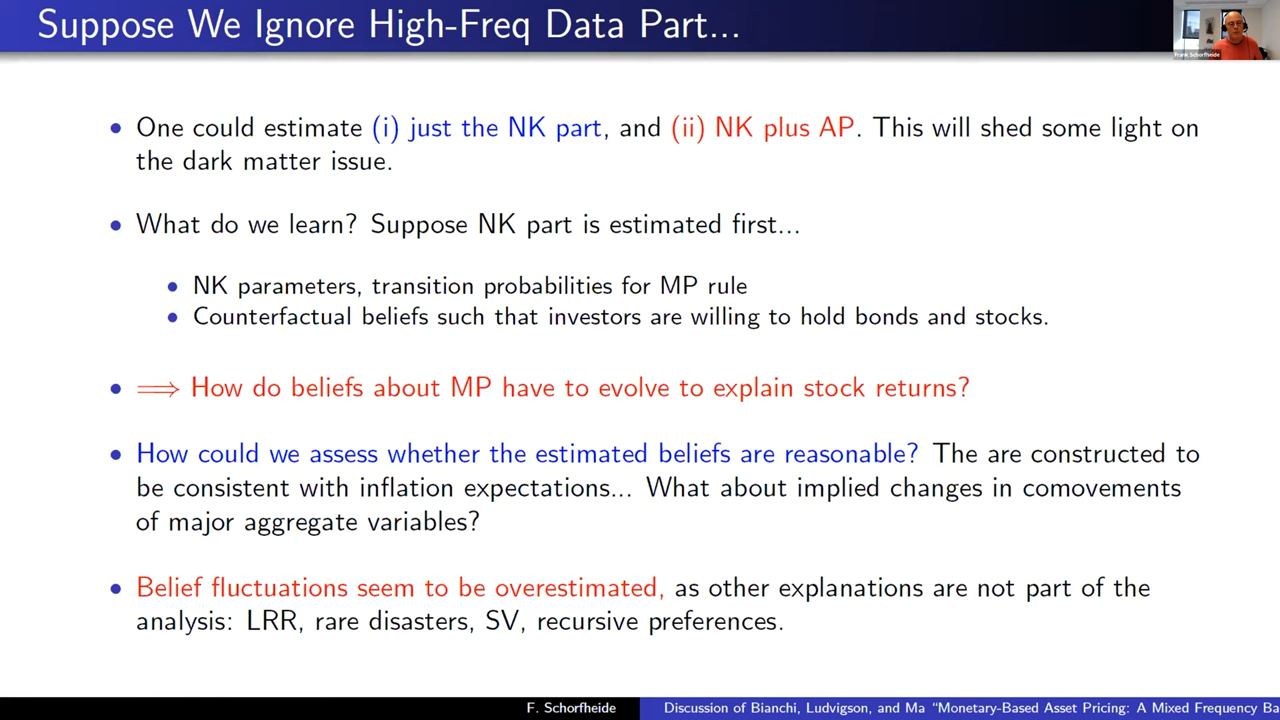 Suppose We Ignore High-Freq Data Part...
Frank Schorfheide
One could estimate (i) just the NK part, and (ii) NK plus AP. This will shed some light on
the dark matter issue.
What do we learn? Suppose NK part is estimated first...
NK parameters, transition probabilities for MP rule
Counterfactual beliefs such that investors are willing to hold bonds and stocks.
⟹ How do beliefs about MP have to evolve to explain stock returns?
How could we assess whether the estimated beliefs are reasonable? The are constructed to
be consistent with inflation expectations... What about implied changes in comovements
of major aggregate variables?
Belief fluctuations seem to be overestimated, as other explanations are not part of the
analysis: LRR, rare disasters, SV, recursive preferences.
F. Schorfheide
Discussion of Bianchi, Ludvigson, and Ma “Monetary-Based Asset Pricing: A Mixed Frequency Ba